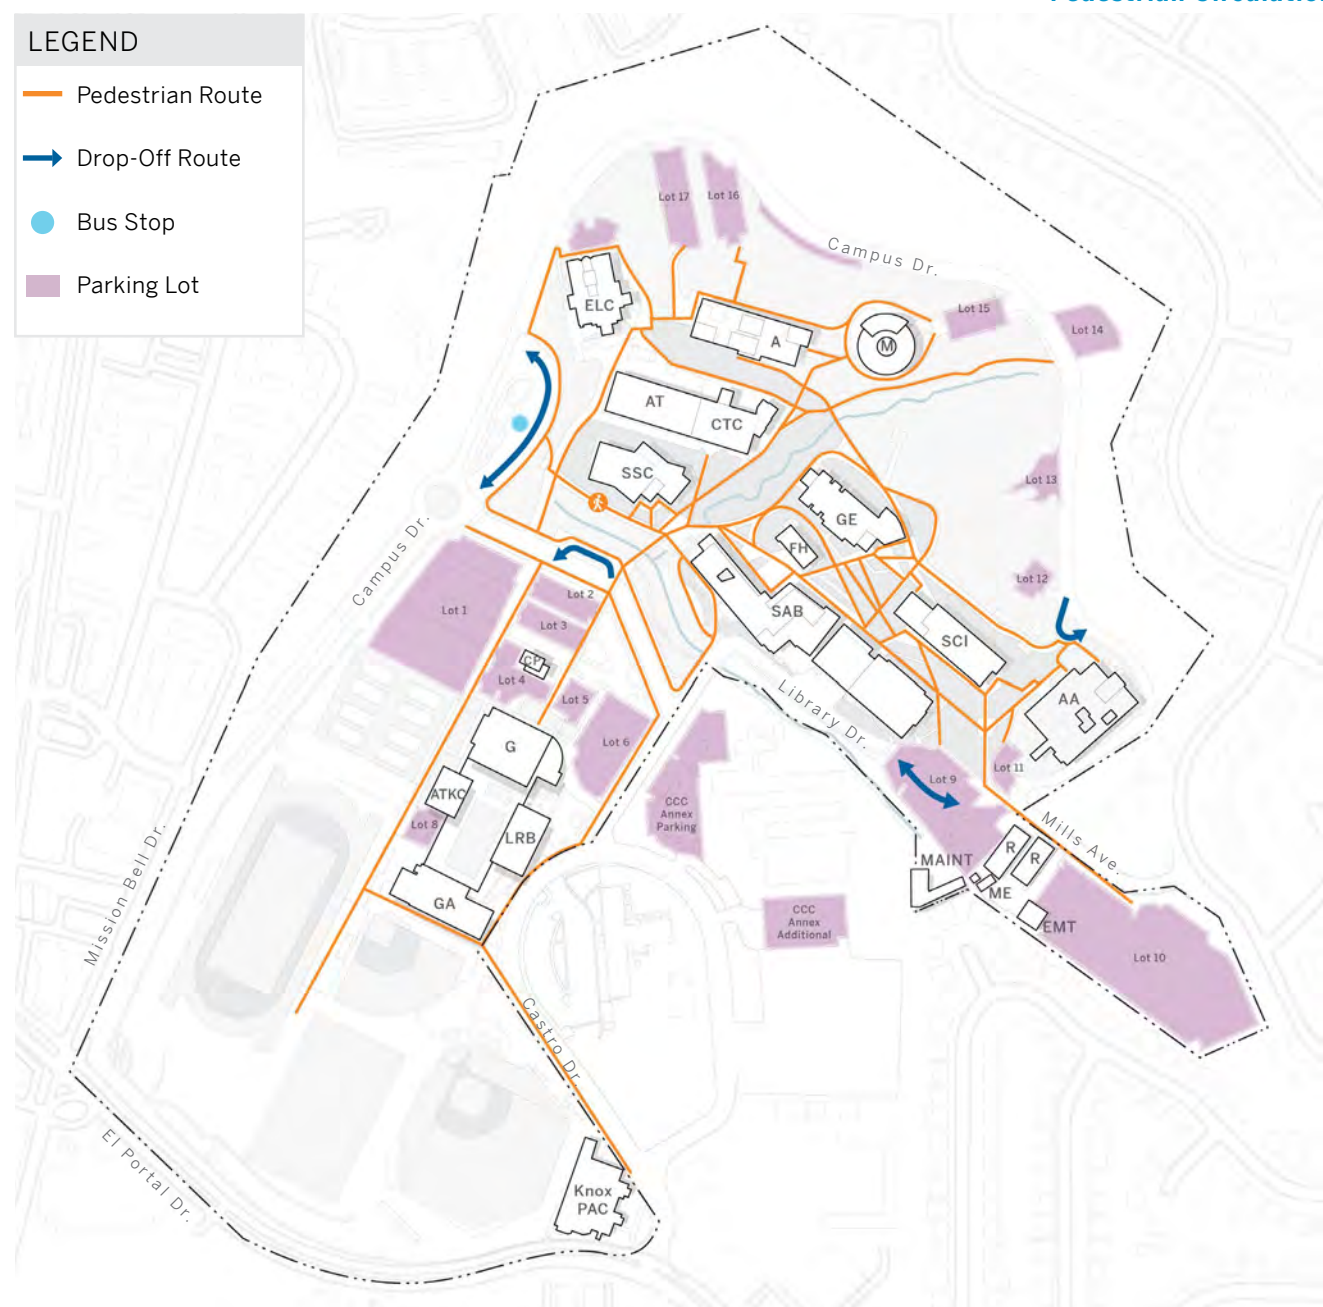 Pedestrian Circulation
LEGEND
Pedestrian Route
Drop-Off Route
Bus Stop
Parking Lot
Lot 17
Lot 16
Campus Dr.
ELC
Lot 15
Lot 14
A
M
AT
CTC
SSC
Lot 13
GE
Campus Dr.
FH
Lot 12
Lot 1
Lot 2
Lot 3
SAB
SCI
CP
Lot 4
Lot 5
AA
Library Dr.
G
Lot 6
Lot 9
Lot 11
ATKC
CCC
Annex
Parking
Lot 8
LRB
Mills Ave.
R
R
MAINT
Mission Bell Dr.
GA
ME
CCC
Annex
Additional
EMT
Lot 10
Castro Dr.
El Portal Dr.
Knox
PAC